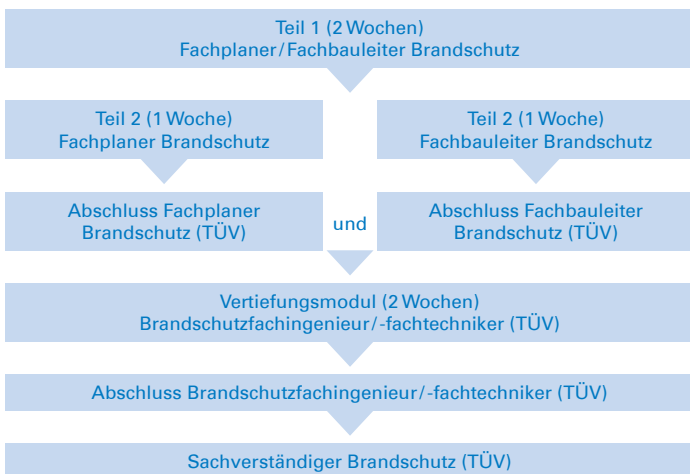 Teil 1 (2 Wochen)
Fachplaner/Fachbauleiter Brandschutz
Teil 2 (1 Woche)
Fachplaner Brandschutz
Teil 2 (1 Woche)
Fachbauleiter Brandschutz
Abschluss Fachplaner
Brandschutz (TÜV)
und
Abschluss Fachbauleiter
Brandschutz (TÜV)
Vertiefungsmodul (2 Wochen)
Brandschutzfachingenieur/-fachtechniker (TÜV)
Abschluss Brandschutzfachingenieur/-fachtechniker (TÜV)
Sachverständiger Brandschutz (TÜV)